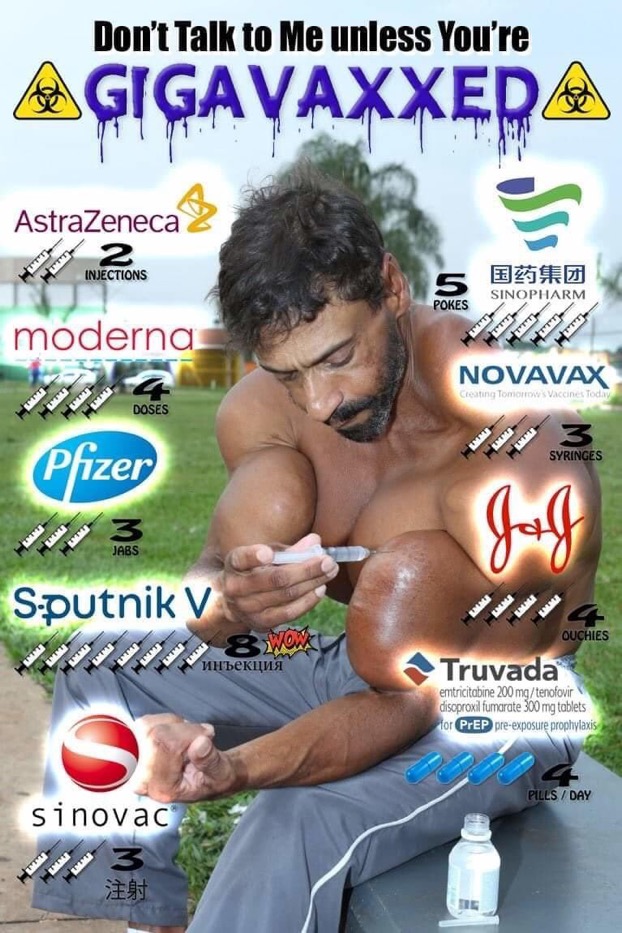 Don't Talk to Me unless You're
GIGAVAXXED
AstraZeneca
2
INJECTIONS
moderna
4
DOSES
Pfizer
3
JABS
Sputnik V
8 WOW
инъекция
sinovac
3
注射
国药集团
SINOPHARM
5
POKES
NOVAVAX
Creating Tomorrow's Vaccines Today
3
SYRINGES
J&J
4
OUCHIES
Truvada
emtricitabine 200 mg / tenofovir
disoproxil fumarate 300 mg tablets
for PrEP pre-exposure prophylaxis
4
PILLS / DAY